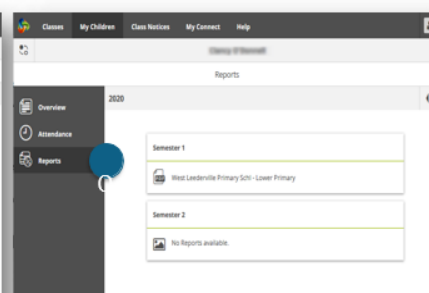 Classes My Children Class Notices My Connect Help
Reports
2020
Overview
Attendance
Reports
Semester 1
West Leederville Primary Schl - Lower Primary
Semester 2
No Reports available.